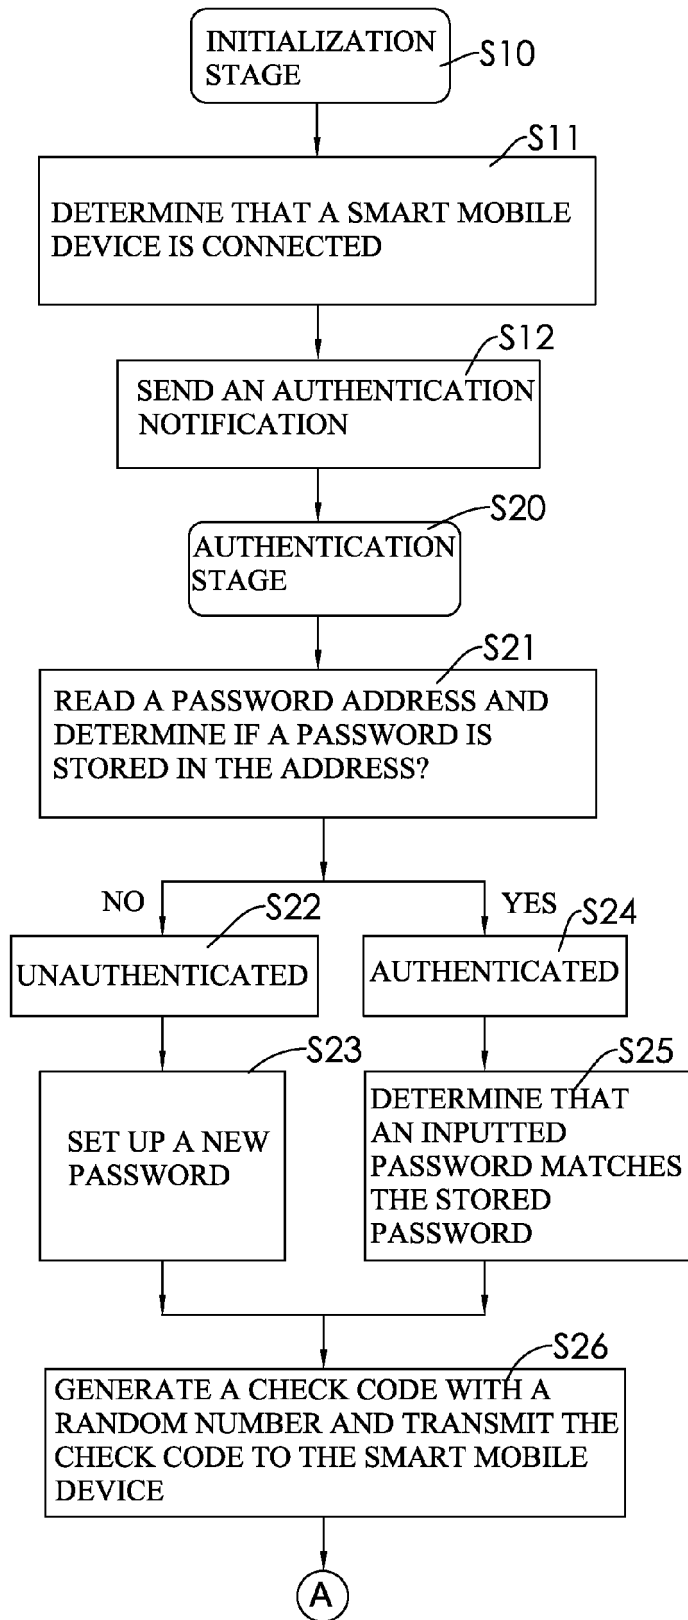 INITIALIZATION
STAGE
S10
S11
DETERMINE THAT A SMART MOBILE
DEVICE IS CONNECTED
S12
SEND AN AUTHENTICATION
NOTIFICATION
S20
AUTHENTICATION
STAGE
S21
READ A PASSWORD ADDRESS AND
DETERMINE IF A PASSWORD IS
STORED IN THE ADDRESS?
NO
S22
UNAUTHENTICATED
YES
S24
AUTHENTICATED
S23
SET UP A NEW
PASSWORD
S25
DETERMINE THAT
AN INPUTTED
PASSWORD MATCHES
THE STORED
PASSWORD
S26
GENERATE A CHECK CODE WITH A
RANDOM NUMBER AND TRANSMIT THE
CHECK CODE TO THE SMART MOBILE
DEVICE
A